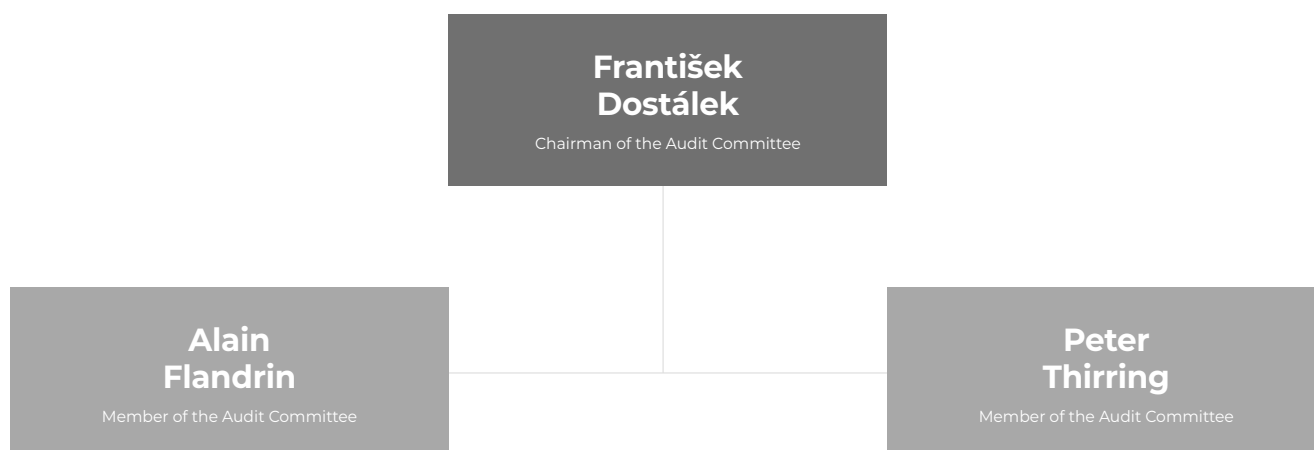 František
Dostálek
Chairman of the Audit Committee
Alain
Flandrin
Member of the Audit Committee
Peter
Thirring
Member of the Audit Committee